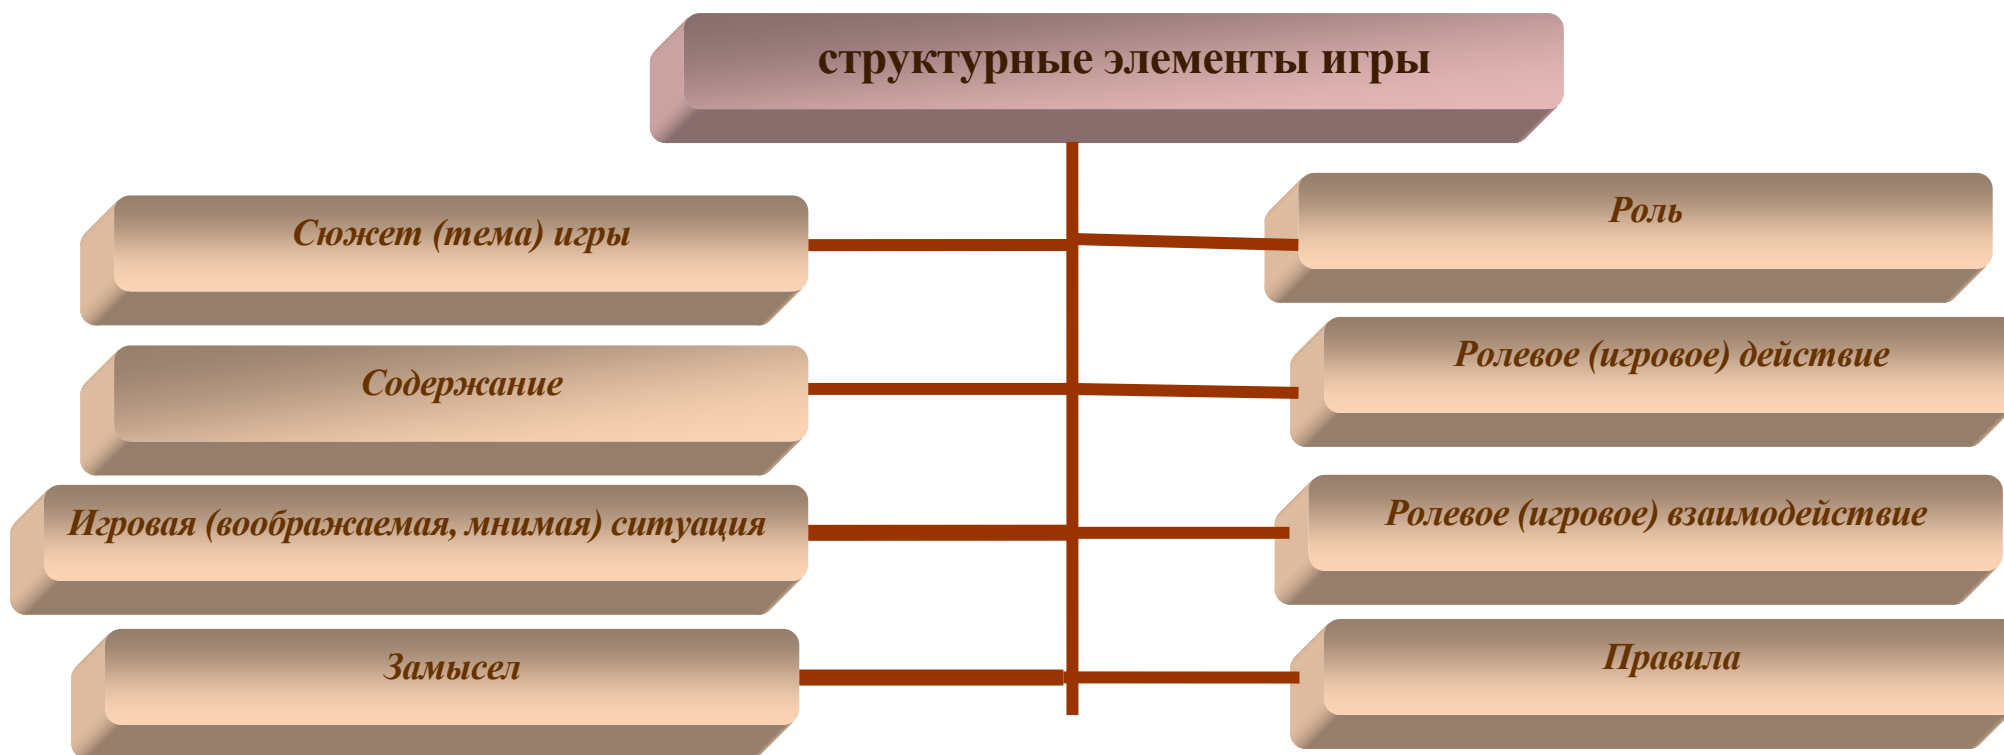 структурные элементы игры
Сюжет (тема) игры
Содержание
Игровая (воображаемая, мнимая) ситуация
Замысел
Роль
Ролевое (игровое) действие
Ролевое (игровое) взаимодействие
Правила